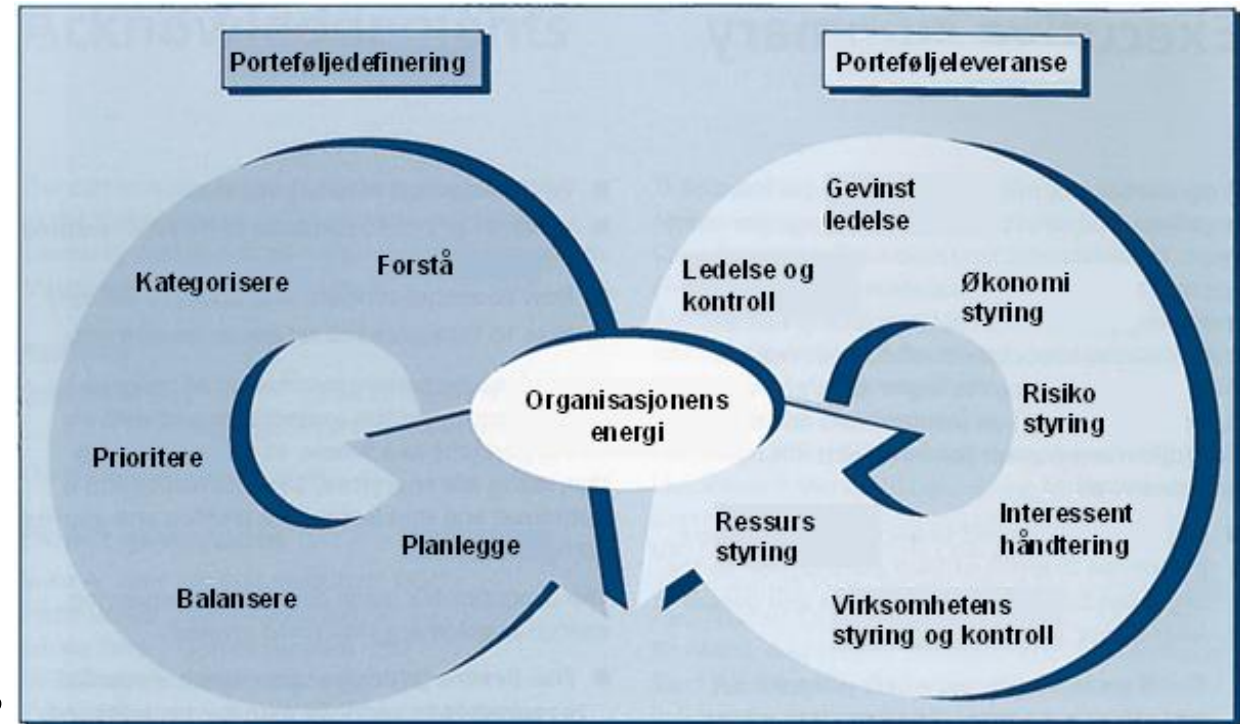 Porteføljedefinering
Porteføljeleveranse
Forstå
Kategorisere
Prioritere
Balansere
Planlegge
Organisasjonens
energi
Ledelse og
kontroll
Gevinst
ledelse
Økonomi
styring
Risiko
styring
Interessent
håndtering
Virksomhetens
styring og kontroll
Ressurs
styring